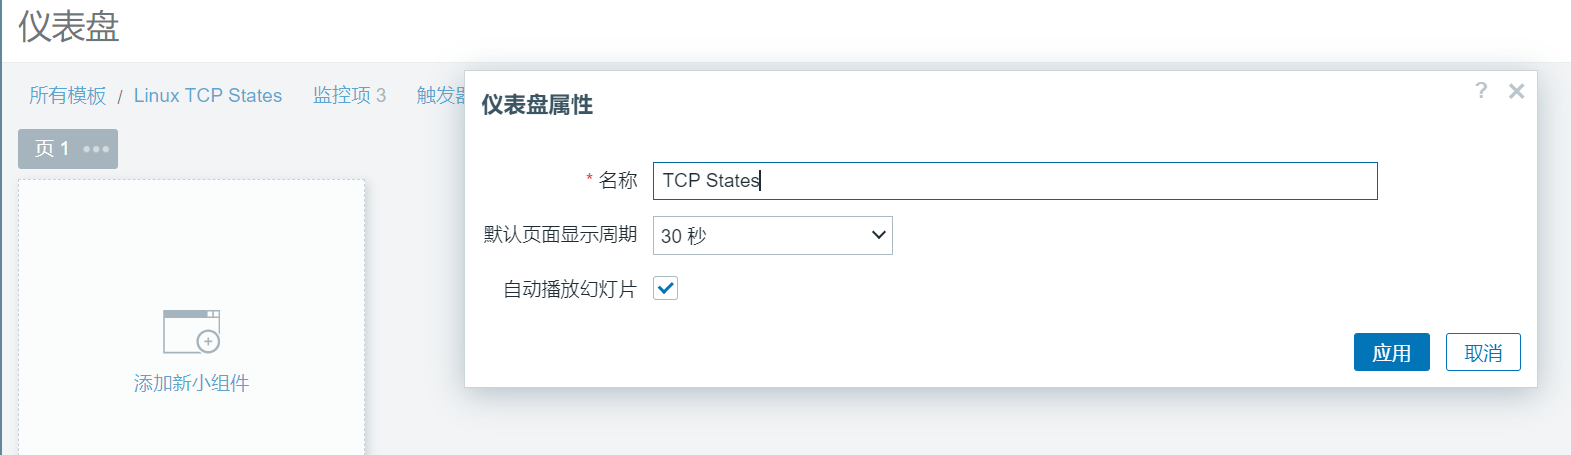 仪表盘
所有模板 / Linux TCP States 监控项 3 触发器
页 1
添加新小组件
仪表盘属性
?
* 名称 TCP States
默认页面显示周期 30 秒
自动播放幻灯片
应用 取消